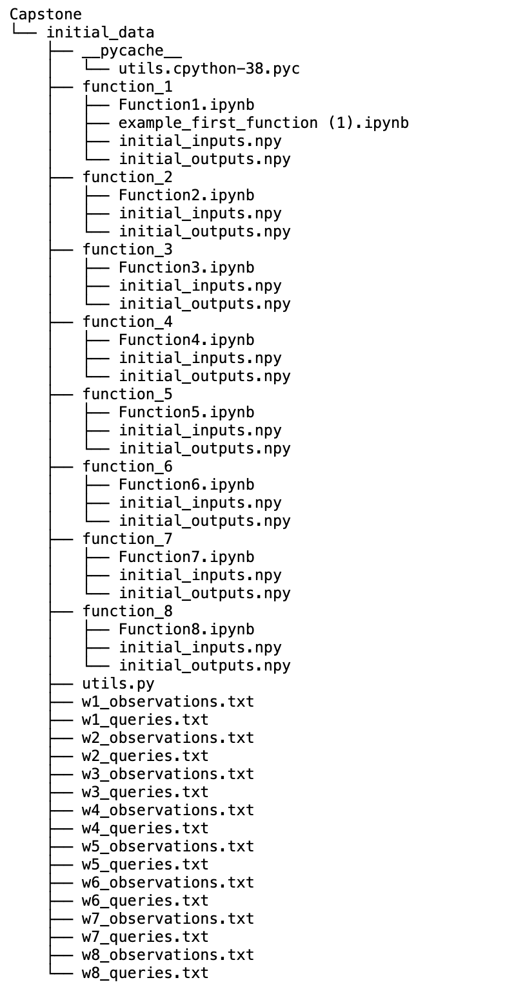 Capstone
└── initial_data
    ├── __pycache__
    │   └── utils.cpython-38.pyc
    ├── function_1
    │   ├── Function1.ipynb
    │   ├── example_first_function (1).ipynb
    │   ├── initial_inputs.npy
    │   └── initial_outputs.npy
    ├── function_2
    │   ├── Function2.ipynb
    │   ├── initial_inputs.npy
    │   └── initial_outputs.npy
    ├── function_3
    │   ├── Function3.ipynb
    │   ├── initial_inputs.npy
    │   └── initial_outputs.npy
    ├── function_4
    │   ├── Function4.ipynb
    │   ├── initial_inputs.npy
    │   └── initial_outputs.npy
    ├── function_5
    │   ├── Function5.ipynb
    │   ├── initial_inputs.npy
    │   └── initial_outputs.npy
    ├── function_6
    │   ├── Function6.ipynb
    │   ├── initial_inputs.npy
    │   └── initial_outputs.npy
    ├── function_7
    │   ├── Function7.ipynb
    │   ├── initial_inputs.npy
    │   └── initial_outputs.npy
    ├── function_8
    │   ├── Function8.ipynb
    │   ├── initial_inputs.npy
    │   └── initial_outputs.npy
    ├── utils.py
    ├── w1_observations.txt
    ├── w1_queries.txt
    ├── w2_observations.txt
    ├── w2_queries.txt
    ├── w3_observations.txt
    ├── w3_queries.txt
    ├── w4_observations.txt
    ├── w4_queries.txt
    ├── w5_observations.txt
    ├── w5_queries.txt
    ├── w6_observations.txt
    ├── w6_queries.txt
    ├── w7_observations.txt
    ├── w7_queries.txt
    ├── w8_observations.txt
    └── w8_queries.txt